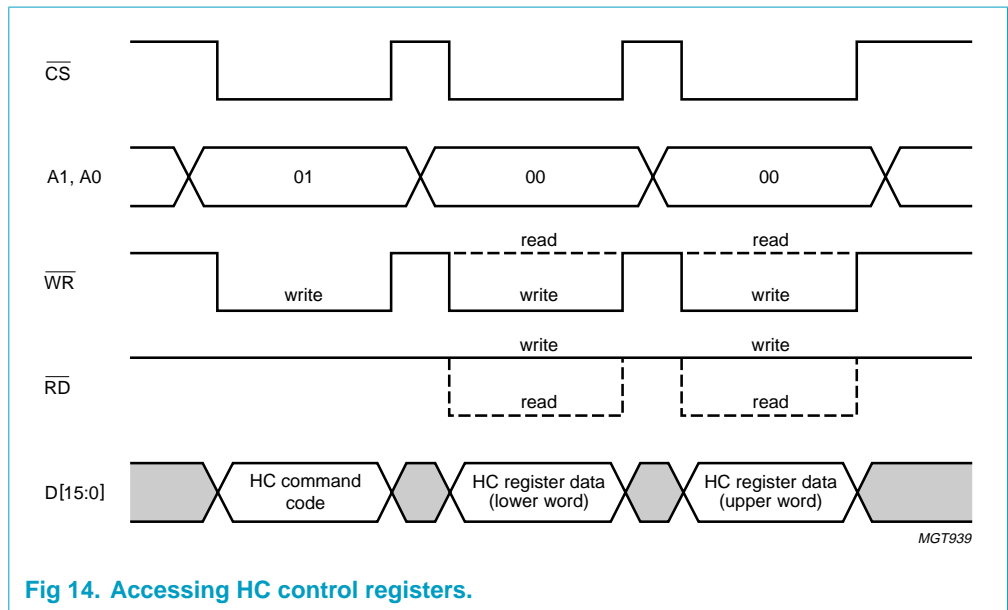 CS
A1, A0
01
00
00
read
read
WR
write
write
write
write
write
RD
read
read
D[15:0]
HC command
code
HC register data
(lower word)
HC register data
(upper word)
MGT939
Fig 14. Accessing HC control registers.